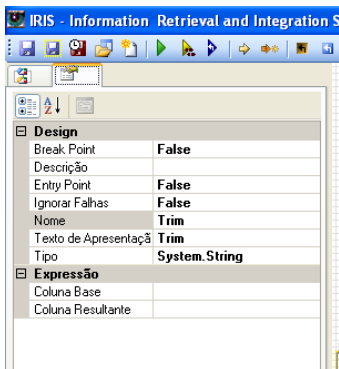 IRIS - Information Retrieval and Integration S
Design
Break Point False
Descrição
Entry Point False
Ignorar Falhas False
Nome Trim
Texto de Apresentaçã Trim
Tipo System.String
Expressão
Coluna Base
Coluna Resultante